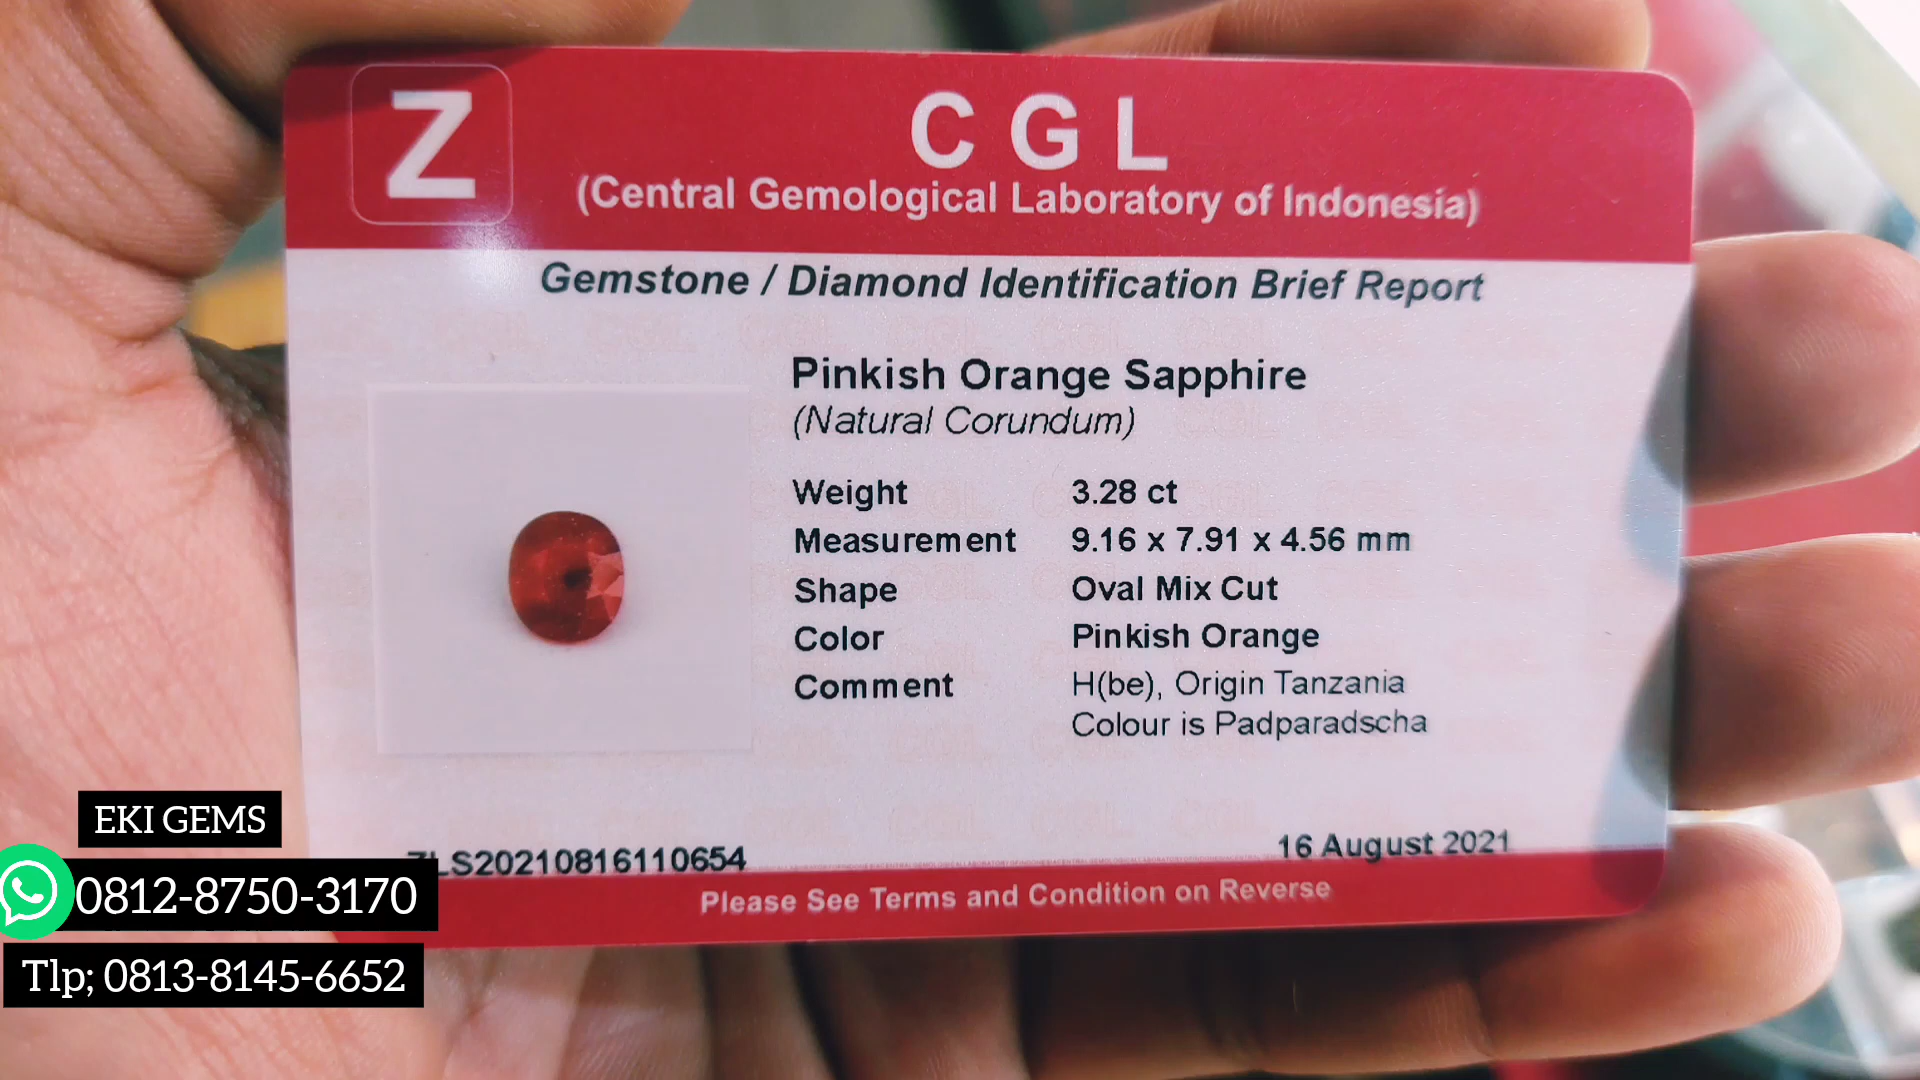 Z
CGL
(Central Gemological Laboratory of Indonesia)
Gemstone / Diamond Identification Brief Report
Pinkish Orange Sapphire
(Natural Corundum)
Weight 3.28 ct
Measurement 9.16 x 7.91 x 4.56 mm
Shape Oval Mix Cut
Color Pinkish Orange
Comment H(be), Origin Tanzania
Colour is Padparadscha
ZLS20210816110654 16 August 2021
Please See Terms and Condition on Reverse
EKI GEMS
0812-8750-3170
Tlp; 0813-8145-6652